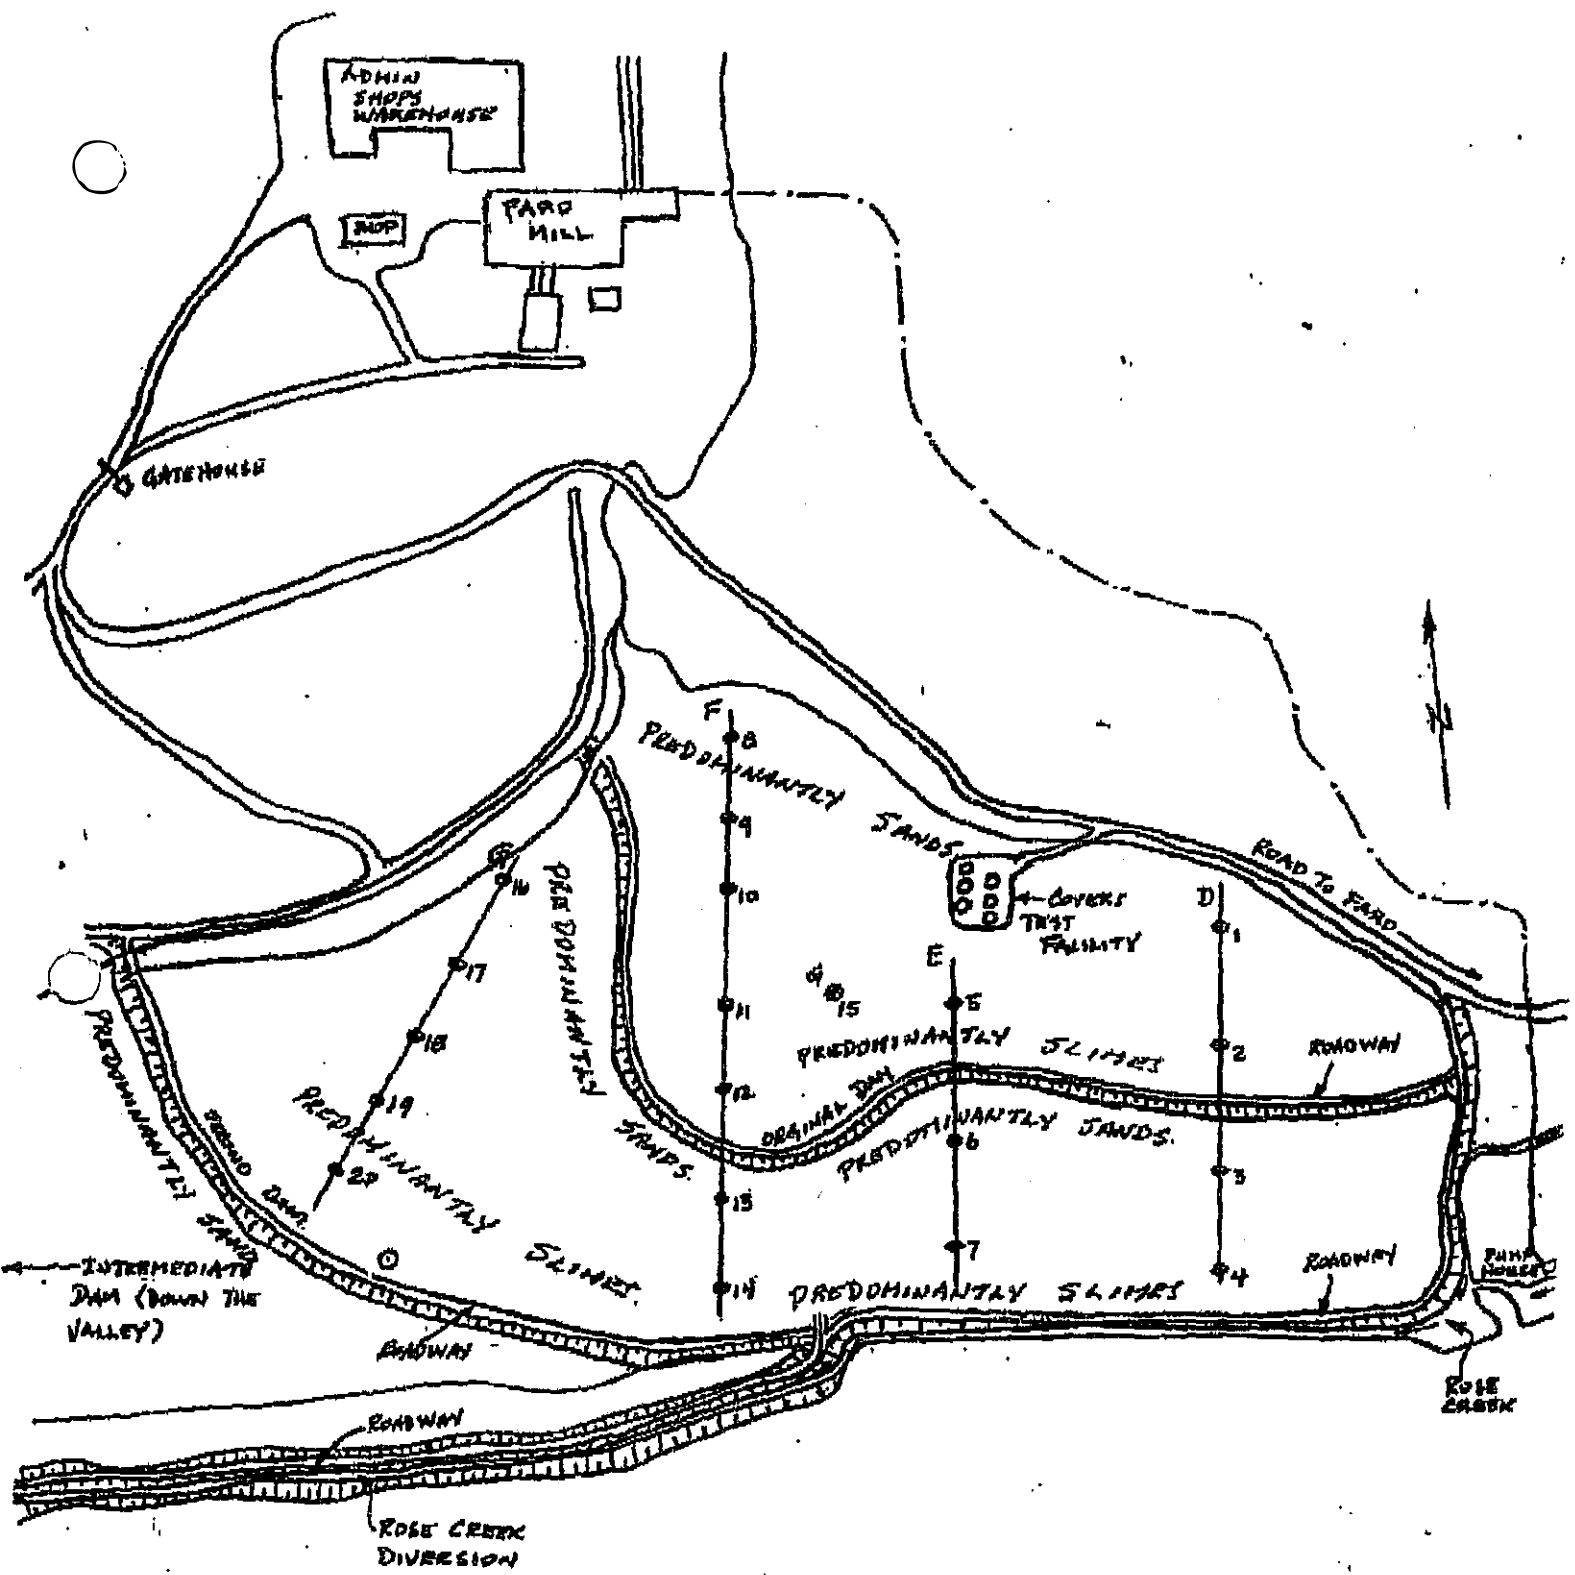 ADMIN
SHOPS
WAREHOUSE
SHOP
FARO
MILL
GATEHOUSE
N
F
8
PREDOMINANTLY SANDS
9
10
11
12
13
14
G
16
17
18
19
20
PREDOMINANTLY SANDS.
COVERS
TEST
FACILITY
ROAD TO FARO
D
1
2
3
4
E
5
6
7
15
PREDOMINANTLY SLIMES
ROADWAY
ORGINAL DAM
PREDOMINANTLY SANDS.
PREDOMINANTLY SAND
SECOND DAM.
PREDOMINANTLY SLIMES.
PREDOMINANTLY SLIMES
ROADWAY
PUMP
HOUSE
INTERMEDIATE
DAM (DOWN THE
VALLEY)
ROADWAY
ROSE
CREEK
ROADWAY
ROSE CREEK
DIVERSION